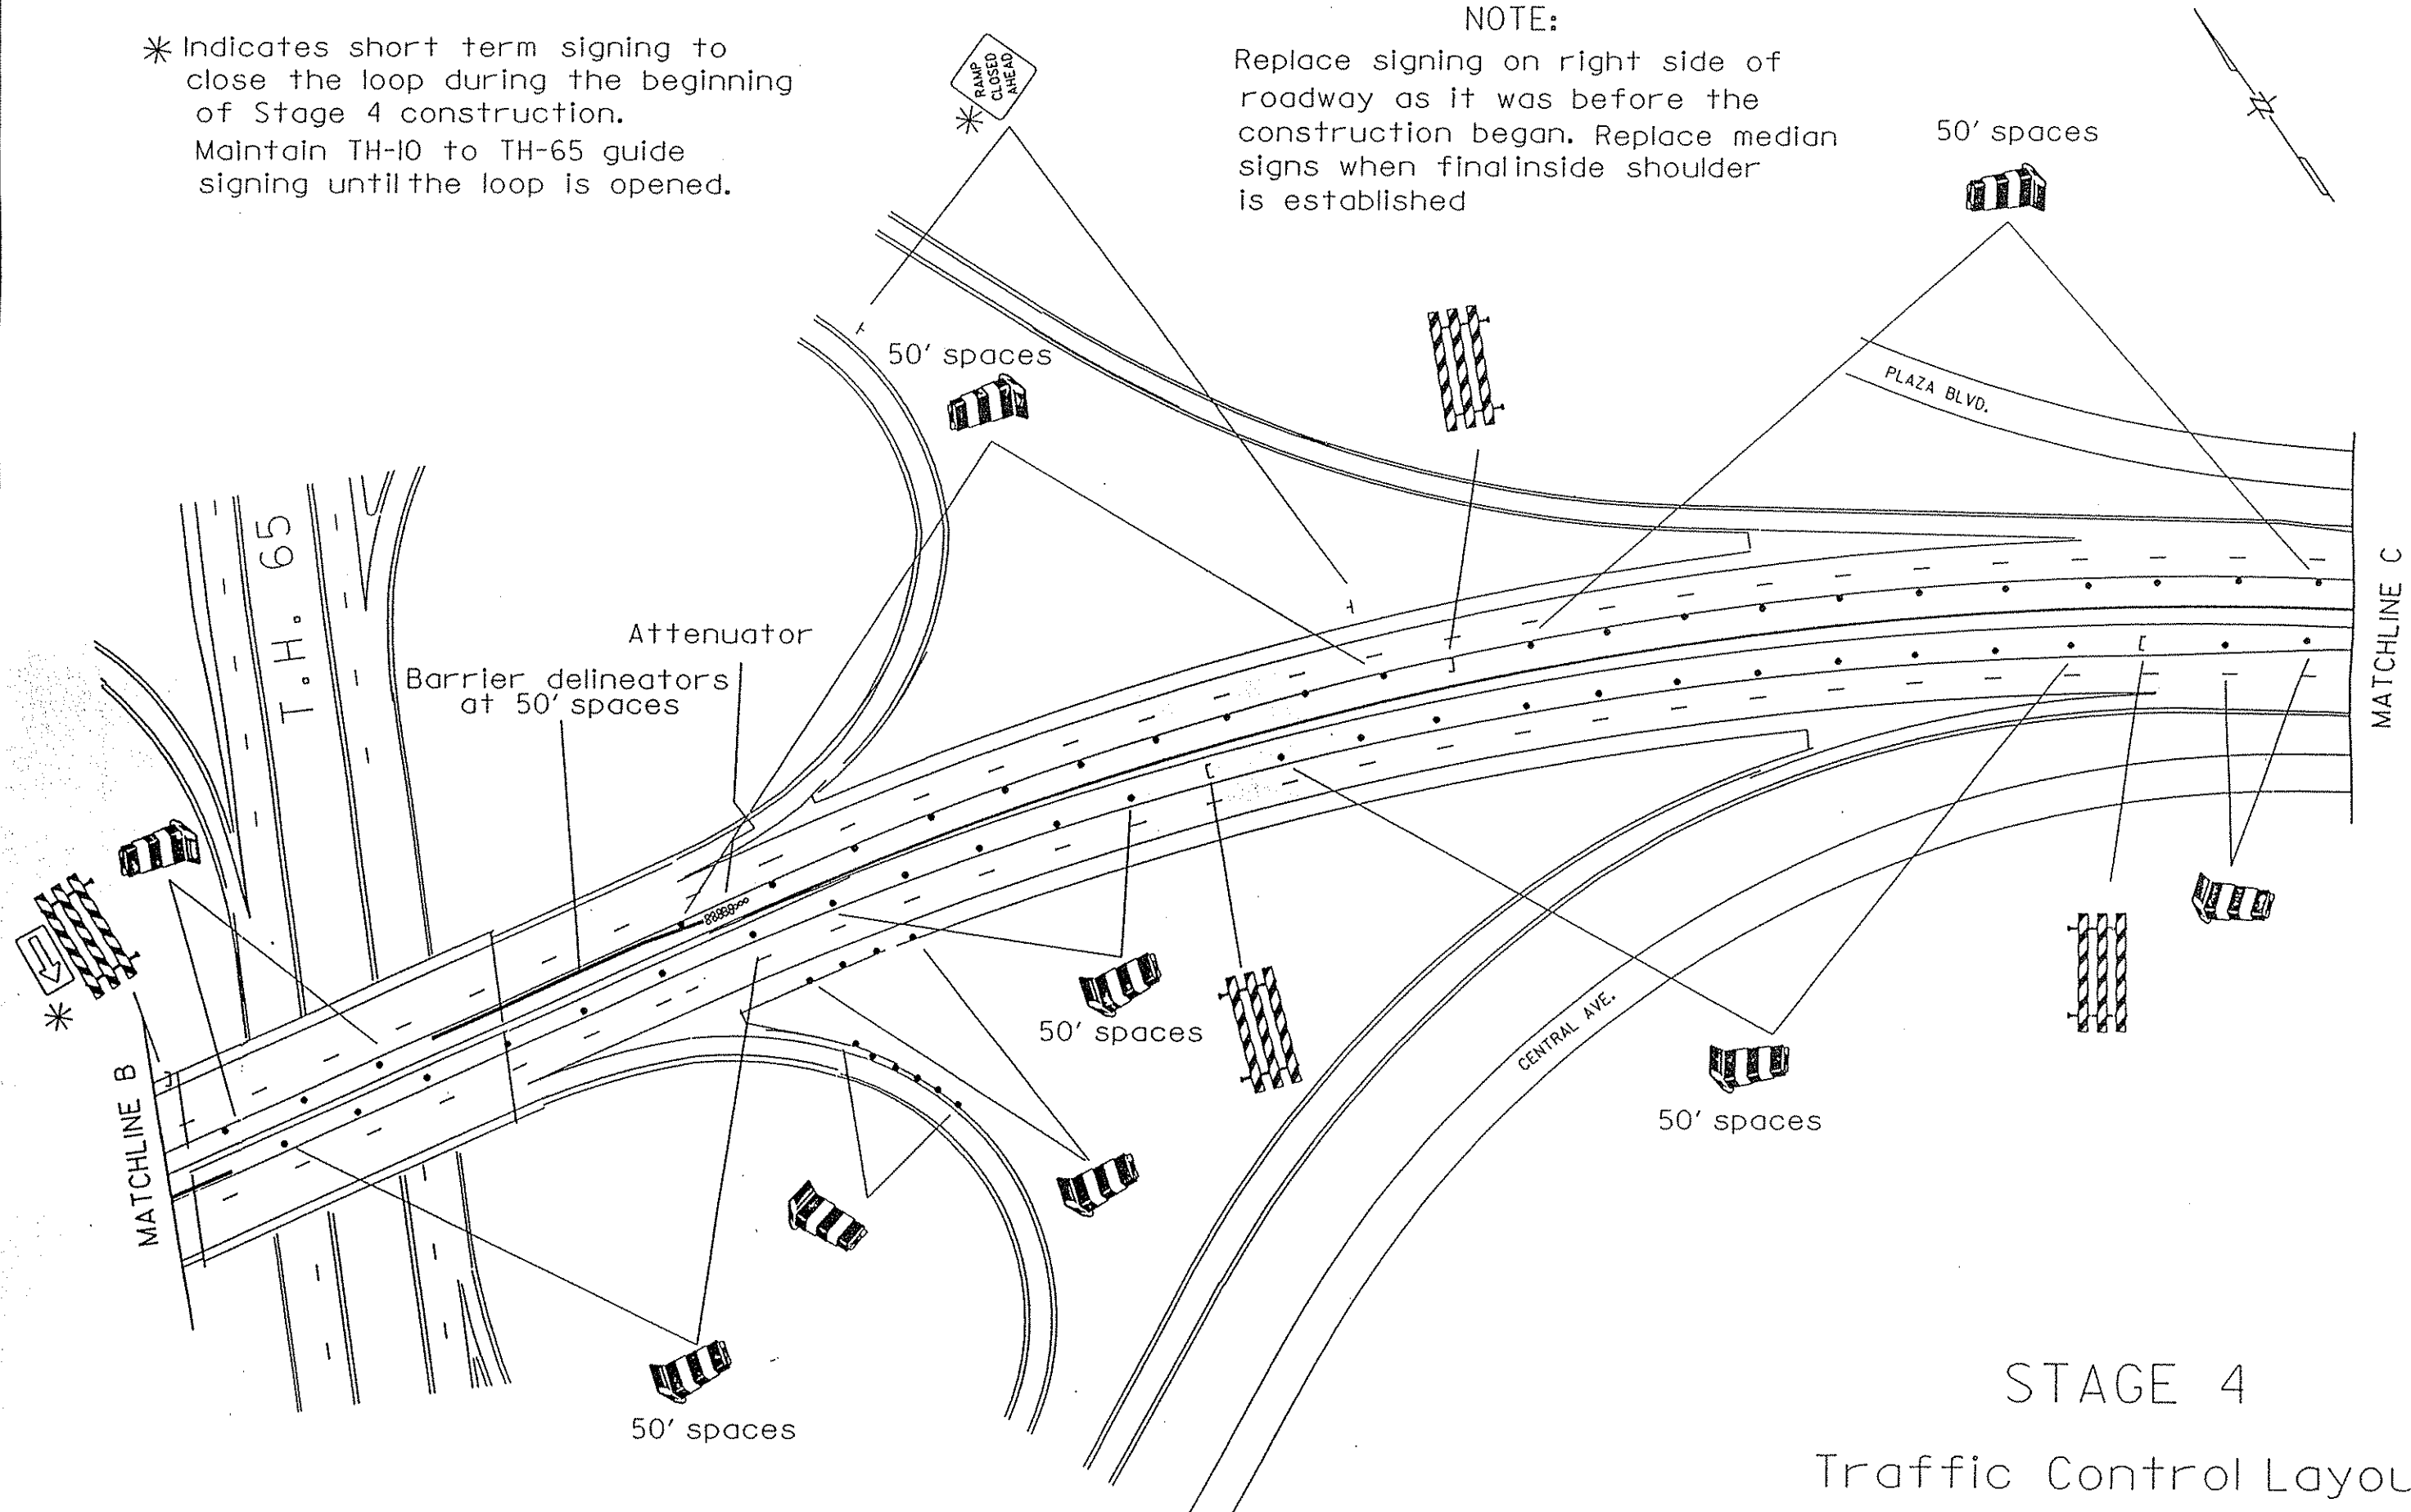 * Indicates short term signing to
close the loop during the beginning
of Stage 4 construction.
Maintain TH-10 to TH-65 guide
signing until the loop is opened.
RAMP
CLOSED
AHEAD
*
NOTE:
Replace signing on right side of
roadway as it was before the
construction began. Replace median
signs when final inside shoulder
is established
50' spaces
50' spaces
PLAZA BLVD.
T.H. 65
Attenuator
Barrier delineators
at 50' spaces
MATCHLINE C
*
MATCHLINE B
50' spaces
CENTRAL AVE.
50' spaces
50' spaces
STAGE 4
Traffic Control Layou